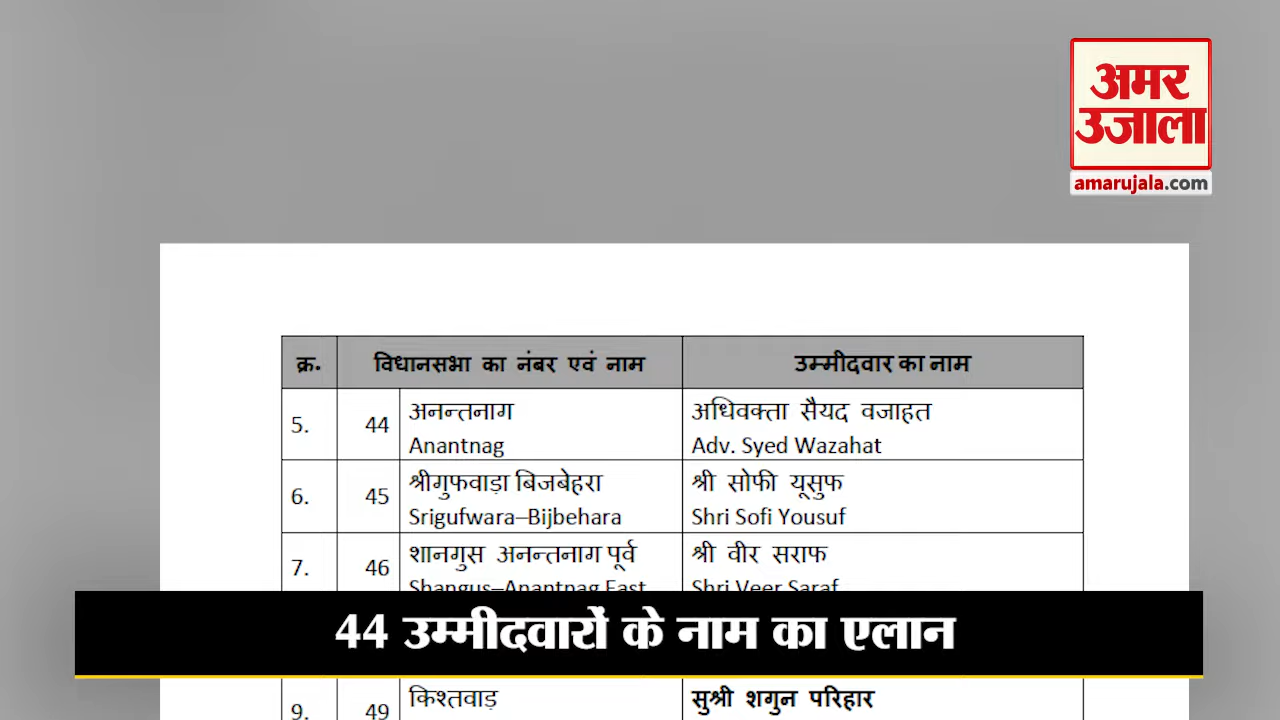 अमर
उजाला
amarujala.com
क्र. विधानसभा का नंबर एवं नाम उम्मीदवार का नाम
5. 44 अनन्तनाग अधिवक्ता सैयद वजाहत
Anantnag Adv. Syed Wazahat
6. 45 श्रीगुफवाड़ा बिजबेहरा श्री सोफी यूसुफ
Srigufwara–Bijbehara Shri Sofi Yousuf
7. 46 शानगुस अनन्तनाग पूर्व श्री वीर सराफ
Shangus–Anantnag East Shri Veer Saraf
44 उम्मीदवारों के नाम का एलान
9. 49 किश्तवाड़ सुश्री शगुन परिहार